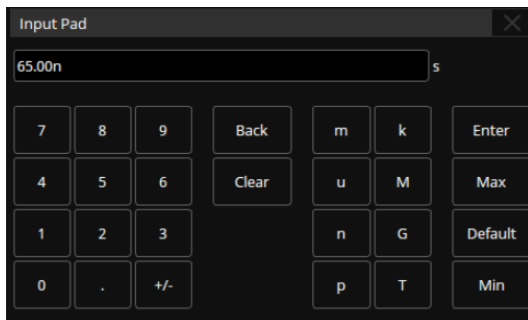 Input Pad
65.00n s
7 8 9 Back m k Enter
4 5 6 Clear u M Max
1 2 3 n G Default
0 . +/- p T Min